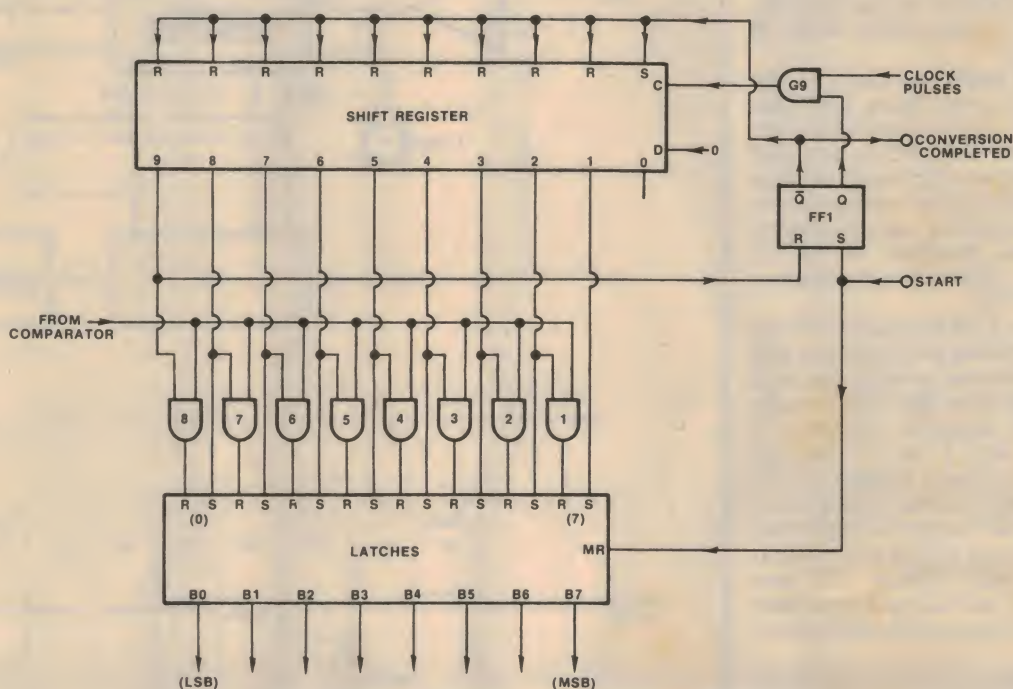 R R R R R R R R R S
C
G9
CLOCK
PULSES
SHIFT REGISTER
CONVERSION
COMPLETED
D
0
9 8 7 6 5 4 3 2 1 0
Q̅ Q
FF1
R S
START
FROM
COMPARATOR
8 7 6 5 4 3 2 1
R S R S R S R S R S R S R S R S
(0) (7)
LATCHES
MR
B0 B1 B2 B3 B4 B5 B6 B7
(LSB) (MSB)